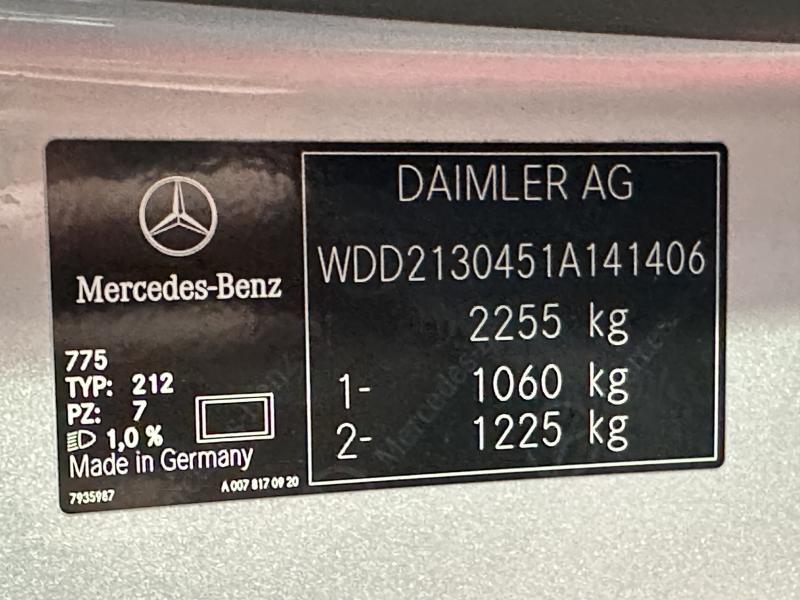 Mercedes-Benz
775
TYP: 212
PZ: 7
1,0 %
Made in Germany
7935987
A 007 817 09 20
DAIMLER AG
WDD2130451A141406
2255 kg
1- 1060 kg
2- 1225 kg